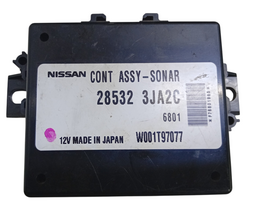 NISSAN CONT ASSY-SONAR
28532 3JA2C
6801
12V MADE IN JAPAN W001T97077